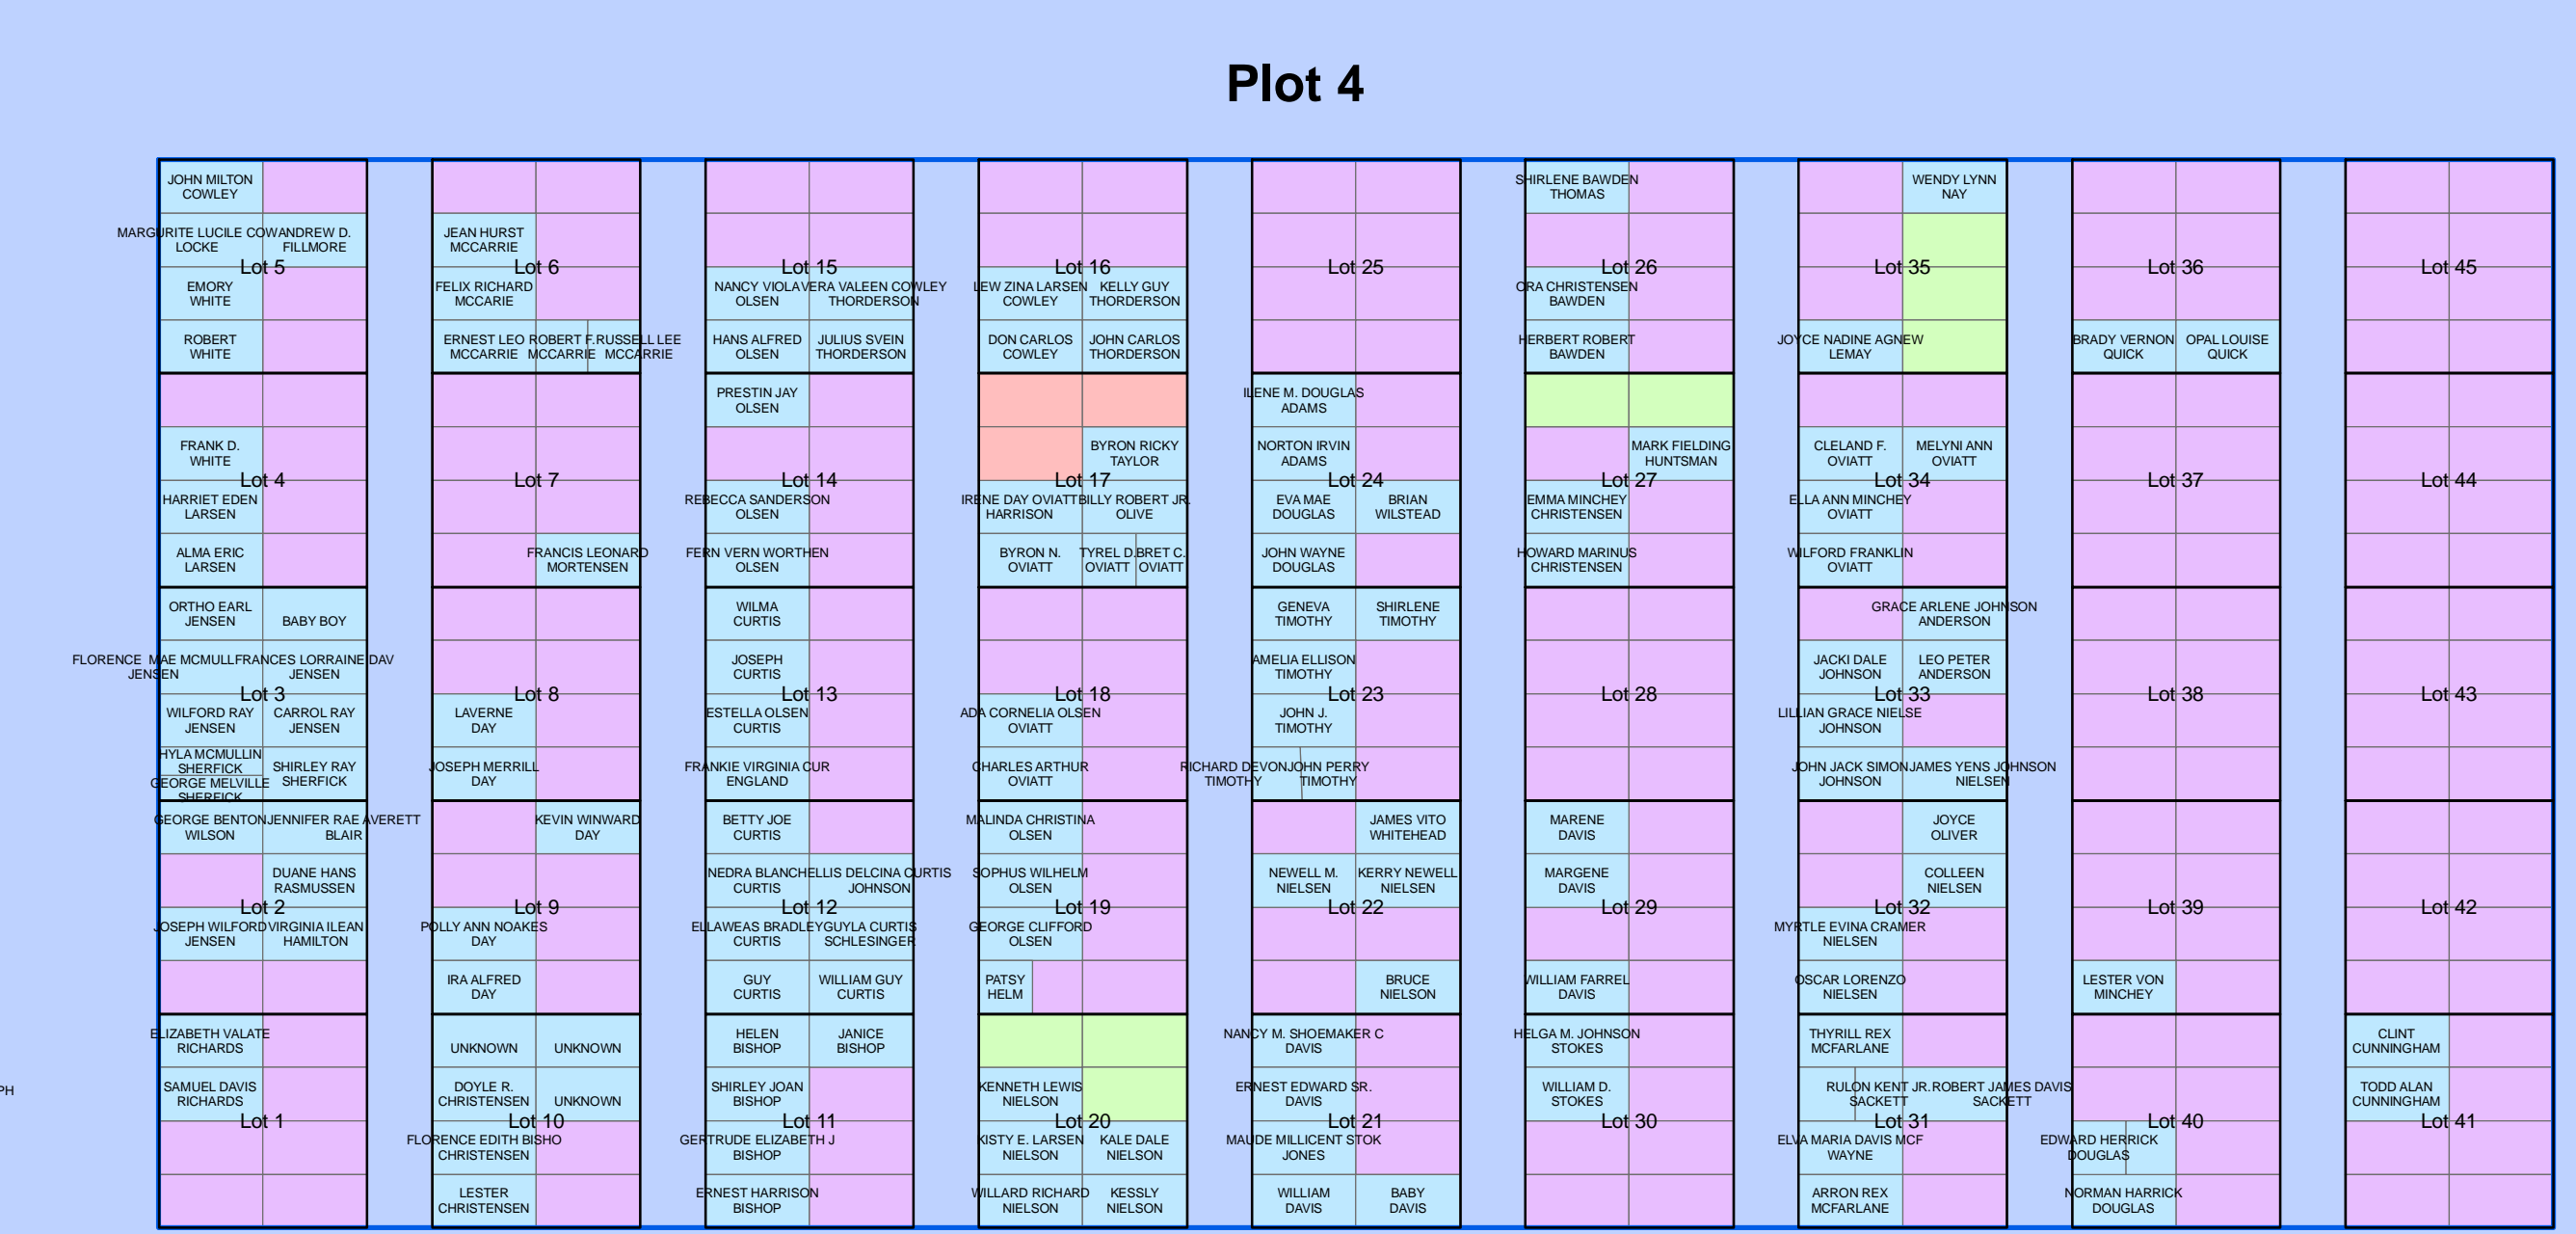 Plot 4
JOHN MILTON
COWLEY
MARGURITE LUCILE COW
LOCKE
ANDREW D.
FILLMORE
Lot 5
EMORY
WHITE
ROBERT
WHITE
FRANK D.
WHITE
Lot 4
HARRIET EDEN
LARSEN
ALMA ERIC
LARSEN
ORTHO EARL
JENSEN
BABY BOY
FLORENCE MAE MCMULL
JENSEN
FRANCES LORRAINE DAV
JENSEN
Lot 3
WILFORD RAY
JENSEN
CARROL RAY
JENSEN
HYLA MCMULLIN
SHERFICK
GEORGE MELVILLE
SHERFICK
SHIRLEY RAY
SHERFICK
GEORGE BENTON
WILSON
JENNIFER RAE AVERETT
BLAIR
DUANE HANS
RASMUSSEN
Lot 2
JOSEPH WILFORD
JENSEN
VIRGINIA ILEAN
HAMILTON
ELIZABETH VALATE
RICHARDS
SAMUEL DAVIS
RICHARDS
PH
Lot 1
JEAN HURST
MCCARRIE
Lot 6
FELIX RICHARD
MCCARIE
ERNEST LEO
MCCARRIE
ROBERT F.
MCCARRIE
RUSSELL LEE
MCCARRIE
Lot 7
FRANCIS LEONARD
MORTENSEN
Lot 8
LAVERNE
DAY
JOSEPH MERRILL
DAY
KEVIN WINWARD
DAY
Lot 9
POLLY ANN NOAKES
DAY
IRA ALFRED
DAY
UNKNOWN
UNKNOWN
DOYLE R.
CHRISTENSEN
UNKNOWN
Lot 10
FLORENCE EDITH BISHO
CHRISTENSEN
LESTER
CHRISTENSEN
Lot 15
NANCY VIOLA
OLSEN
VERA VALEEN COWLEY
THORDERSON
HANS ALFRED
OLSEN
JULIUS SVEIN
THORDERSON
PRESTIN JAY
OLSEN
Lot 14
REBECCA SANDERSON
OLSEN
FERN VERN WORTHEN
OLSEN
WILMA
CURTIS
JOSEPH
CURTIS
Lot 13
ESTELLA OLSEN
CURTIS
FRANKIE VIRGINIA CUR
ENGLAND
BETTY JOE
CURTIS
NEDRA BLANCH
CURTIS
ELLIS DELCINA CURTIS
JOHNSON
Lot 12
ELLAWEAS BRADLEY
CURTIS
GUYLA CURTIS
SCHLESINGER
GUY
CURTIS
WILLIAM GUY
CURTIS
HELEN
BISHOP
JANICE
BISHOP
SHIRLEY JOAN
BISHOP
Lot 11
GERTRUDE ELIZABETH J
BISHOP
ERNEST HARRISON
BISHOP
Lot 16
LEW ZINA LARSEN
COWLEY
KELLY GUY
THORDERSON
DON CARLOS
COWLEY
JOHN CARLOS
THORDERSON
BYRON RICKY
TAYLOR
Lot 17
IRENE DAY OVIATT
HARRISON
BILLY ROBERT JR.
OLIVE
BYRON N.
OVIATT
TYREL D.
OVIATT
BRET C.
OVIATT
Lot 18
ADA CORNELIA OLSEN
OVIATT
CHARLES ARTHUR
OVIATT
MALINDA CHRISTINA
OLSEN
SOPHUS WILHELM
OLSEN
Lot 19
GEORGE CLIFFORD
OLSEN
PATSY
HELM
KENNETH LEWIS
NIELSON
Lot 20
KISTY E. LARSEN
NIELSON
KALE DALE
NIELSON
WILLARD RICHARD
NIELSON
KESSLY
NIELSON
Lot 25
ILENE M. DOUGLAS
ADAMS
NORTON IRVIN
ADAMS
Lot 24
EVA MAE
DOUGLAS
BRIAN
WILSTEAD
JOHN WAYNE
DOUGLAS
GENEVA
TIMOTHY
SHIRLENE
TIMOTHY
AMELIA ELLISON
TIMOTHY
Lot 23
JOHN J.
TIMOTHY
RICHARD DEVON
TIMOTHY
JOHN PERRY
TIMOTHY
JAMES VITO
WHITEHEAD
NEWELL M.
NIELSEN
KERRY NEWELL
NIELSEN
Lot 22
BRUCE
NIELSON
NANCY M. SHOEMAKER C
DAVIS
ERNEST EDWARD SR.
DAVIS
Lot 21
MAUDE MILLICENT STOK
JONES
WILLIAM
DAVIS
BABY
DAVIS
SHIRLENE BAWDEN
THOMAS
Lot 26
ORA CHRISTENSEN
BAWDEN
HERBERT ROBERT
BAWDEN
MARK FIELDING
HUNTSMAN
Lot 27
EMMA MINCHEY
CHRISTENSEN
HOWARD MARINUS
CHRISTENSEN
Lot 28
MARENE
DAVIS
MARGENE
DAVIS
Lot 29
WILLIAM FARREL
DAVIS
HELGA M. JOHNSON
STOKES
WILLIAM D.
STOKES
Lot 30
WENDY LYNN
NAY
Lot 35
JOYCE NADINE AGNEW
LEMAY
CLELAND F.
OVIATT
MELYNI ANN
OVIATT
Lot 34
ELLA ANN MINCHEY
OVIATT
WILFORD FRANKLIN
OVIATT
GRACE ARLENE JOHNSON
ANDERSON
JACKI DALE
JOHNSON
LEO PETER
ANDERSON
Lot 33
LILLIAN GRACE NIELSE
JOHNSON
JOHN JACK SIMON
JOHNSON
JAMES YENS JOHNSON
NIELSEN
JOYCE
OLIVER
COLLEEN
NIELSEN
Lot 32
MYRTLE EVINA CRAMER
NIELSEN
OSCAR LORENZO
NIELSEN
THYRILL REX
MCFARLANE
RULON KENT JR.
SACKETT
ROBERT JAMES DAVIS
SACKETT
Lot 31
ELVA MARIA DAVIS MCF
WAYNE
ARRON REX
MCFARLANE
Lot 36
BRADY VERNON
QUICK
OPAL LOUISE
QUICK
Lot 37
Lot 38
Lot 39
LESTER VON
MINCHEY
Lot 40
EDWARD HERRICK
DOUGLAS
NORMAN HARRICK
DOUGLAS
Lot 45
Lot 44
Lot 43
Lot 42
CLINT
CUNNINGHAM
TODD ALAN
CUNNINGHAM
Lot 41